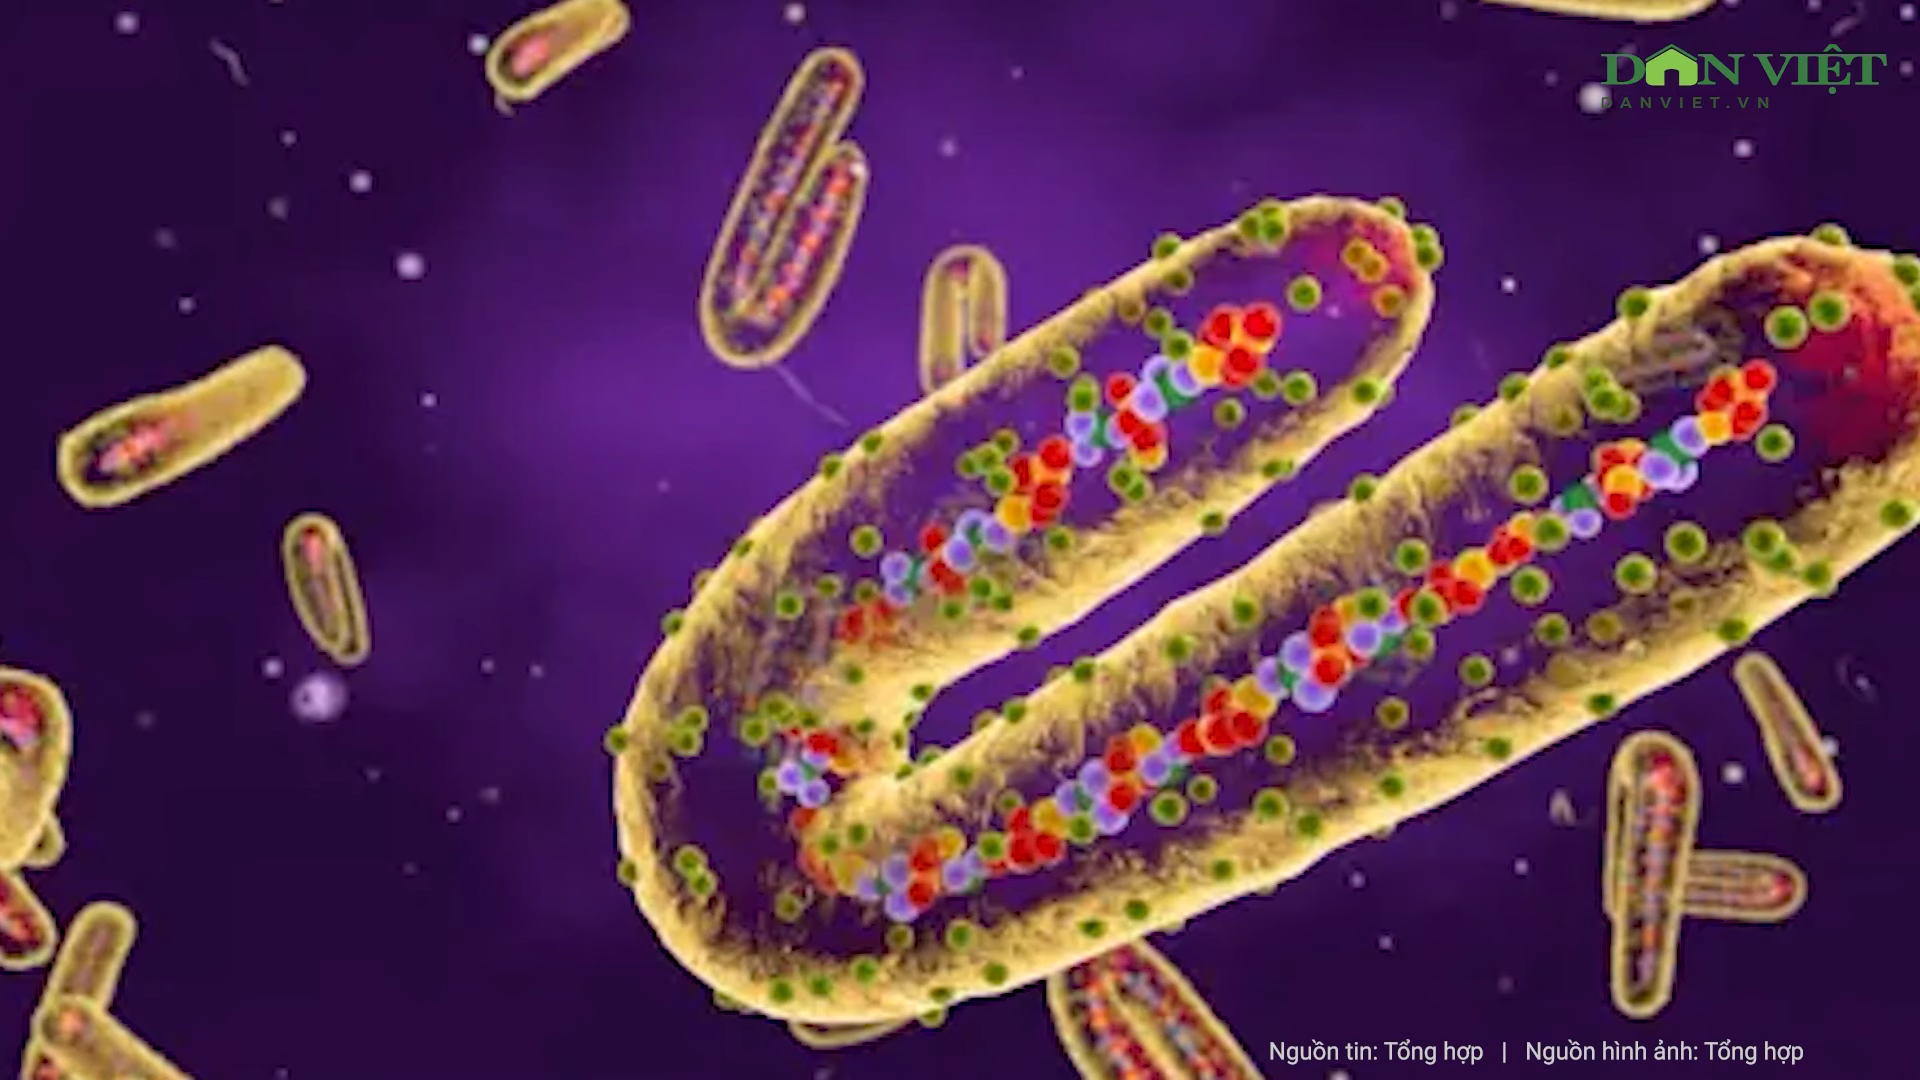 DÂN VIỆT
DANVIET.VN
Nguồn tin: Tổng hợp | Nguồn hình ảnh: Tổng hợp